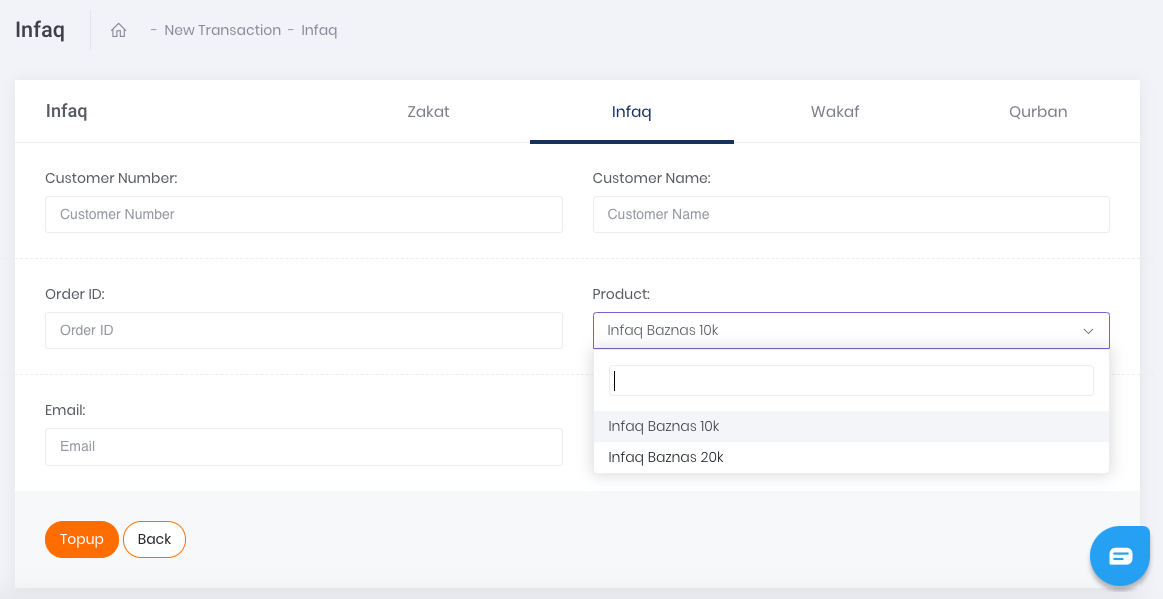 Infaq - New Transaction - Infaq
Infaq Zakat Infaq Wakaf Qurban
Customer Number: Customer Name:
Customer Number Customer Name
Order ID: Product:
Order ID Infaq Baznas 10k
Infaq Baznas 10k
Email:
Email
Infaq Baznas 20k
Topup Back